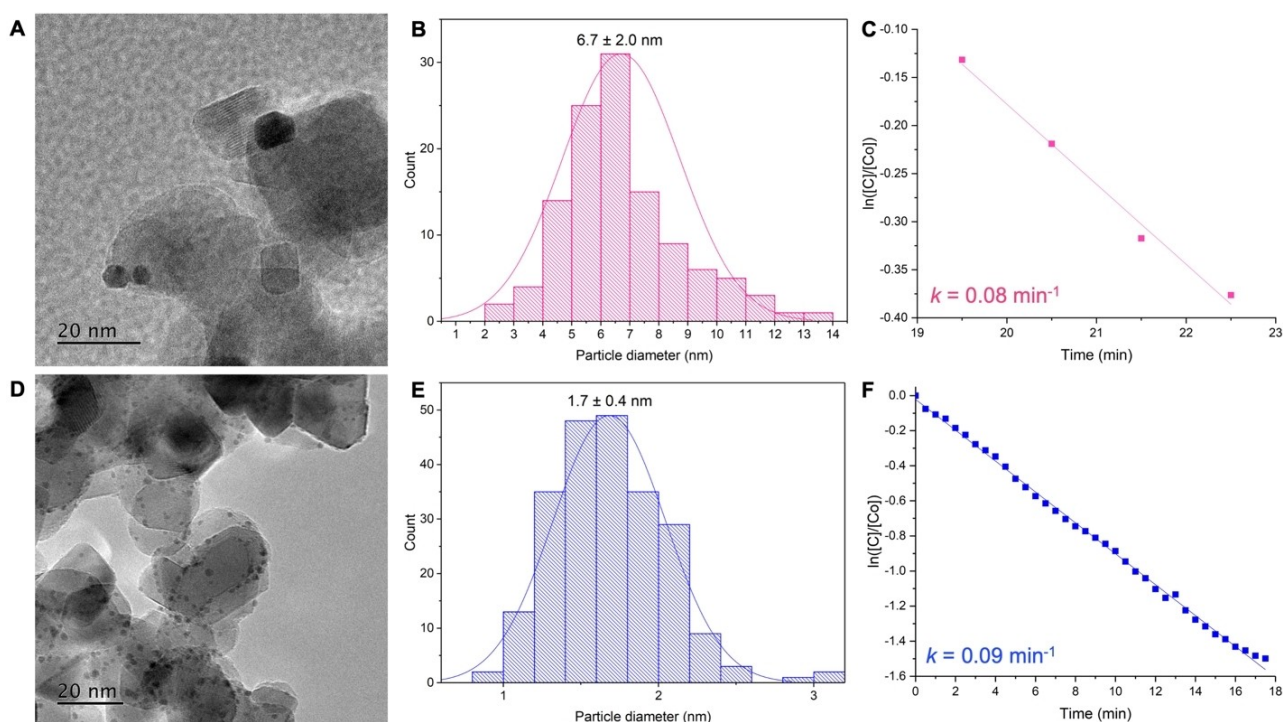 A
20 nm
B
6.7 ± 2.0 nm
30
20
10
0
Count
1 2 3 4 5 6 7 8 9 10 11 12 13 14
Particle diameter (nm)
C
-0.10
-0.15
-0.20
-0.25
-0.30
-0.35
-0.40
ln([C]/[Co])
k = 0.08 min-1
19 20 21 22 23
Time (min)
D
20 nm
E
1.7 ± 0.4 nm
50
40
30
20
10
0
Count
1 2 3
Particle diameter (nm)
F
0.0
-0.2
-0.4
-0.6
-0.8
-1.0
-1.2
-1.4
-1.6
ln([C]/[Co])
k = 0.09 min-1
0 2 4 6 8 10 12 14 16 18
Time (min)